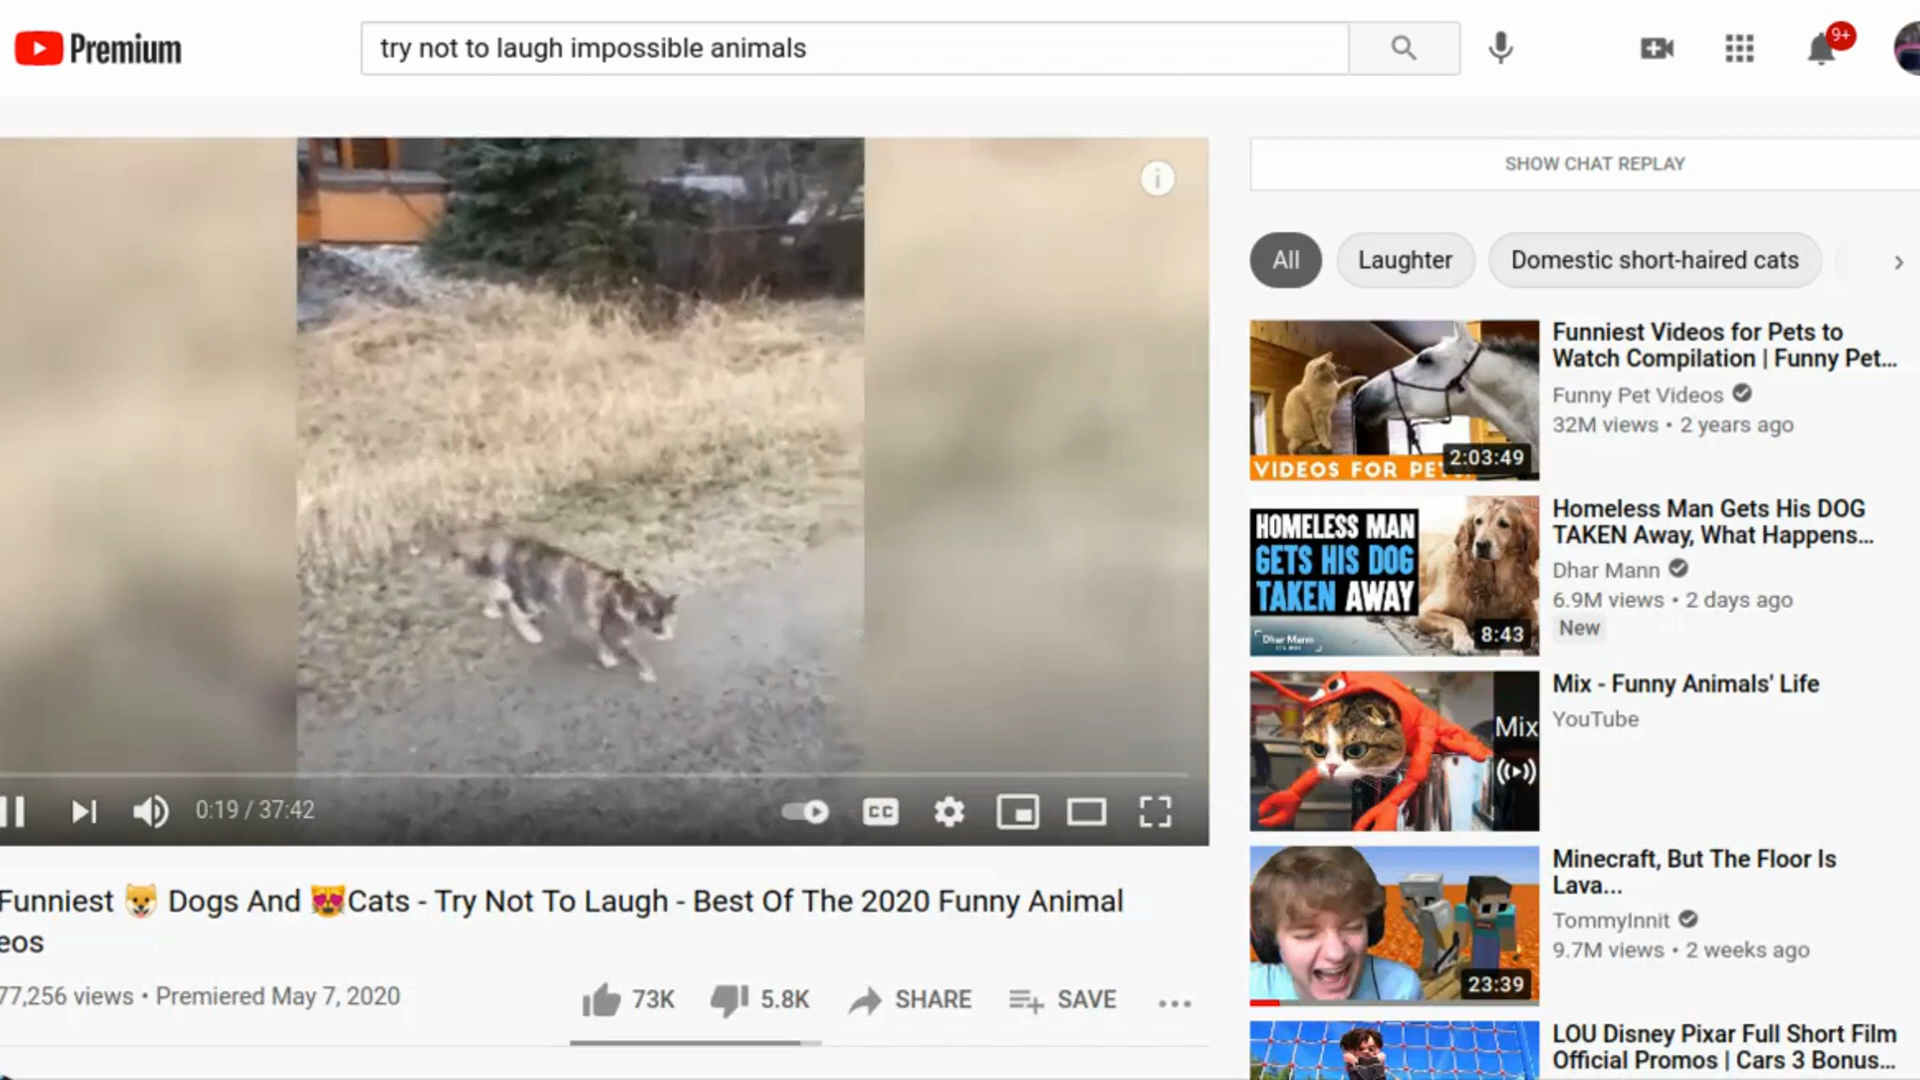 Premium
try not to laugh impossible animals
9+
SHOW CHAT REPLAY
All
Laughter
Domestic short-haired cats
0:19 / 37:42
CC
Funniest 😺 Dogs And 😻Cats - Try Not To Laugh - Best Of The 2020 Funny Animal
eos
77,256 views • Premiered May 7, 2020
73K
5.8K
SHARE
SAVE
VIDEOS FOR PET
2:03:49
Funniest Videos for Pets to
Watch Compilation | Funny Pet...
Funny Pet Videos
32M views • 2 years ago
HOMELESS MAN
GETS HIS DOG
TAKEN AWAY
Dhar Mann
8:43
Homeless Man Gets His DOG
TAKEN Away, What Happens...
Dhar Mann
6.9M views • 2 days ago
New
Mix
Mix - Funny Animals' Life
YouTube
23:39
Minecraft, But The Floor Is
Lava...
TommyInnit
9.7M views • 2 weeks ago
LOU Disney Pixar Full Short Film
Official Promos | Cars 3 Bonus...